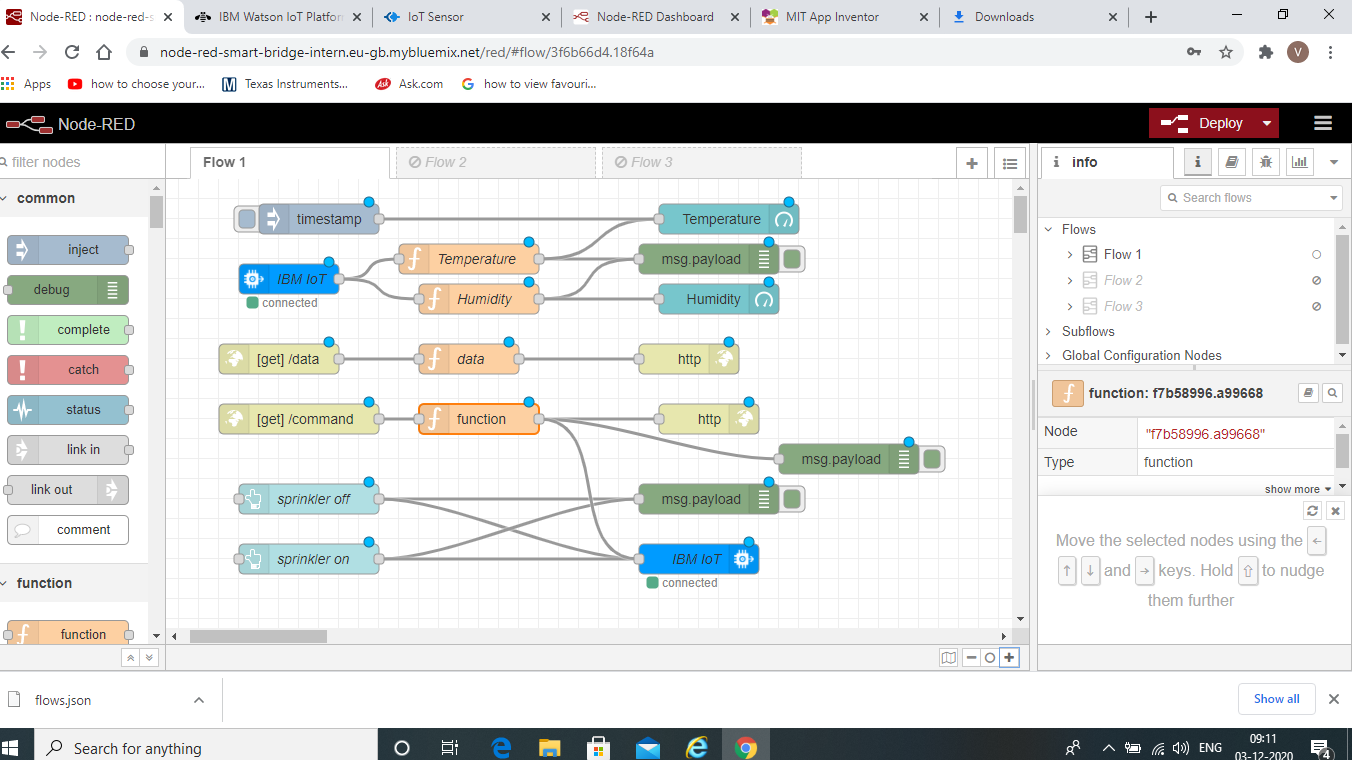 Node-RED : node-red-s
IBM Watson IoT Platform
IoT Sensor
Node-RED Dashboard
MIT App Inventor
Downloads
node-red-smart-bridge-intern.eu-gb.mybluemix.net/red/#flow/3f6b66d4.18f64a
V
Apps
how to choose your...
Texas Instruments...
Ask.com
how to view favouri...
Node-RED
Deploy
filter nodes
Flow 1
Flow 2
Flow 3
info
Search flows
common
inject
debug
complete
catch
status
link in
link out
comment
function
function
timestamp
Temperature
Temperature
msg.payload
IBM IoT
connected
Humidity
Humidity
[get] /data
data
http
[get] /command
function
http
msg.payload
sprinkler off
msg.payload
sprinkler on
IBM IoT
connected
Flows
Flow 1
Flow 2
Flow 3
Subflows
Global Configuration Nodes
function: f7b58996.a99668
Node "f7b58996.a99668"
Type function
show more
Move the selected nodes using the ←
↑ ↓ and → keys. Hold ⇧ to nudge
them further
flows.json
Show all
Search for anything
ENG
09:11
03-12-2020
4